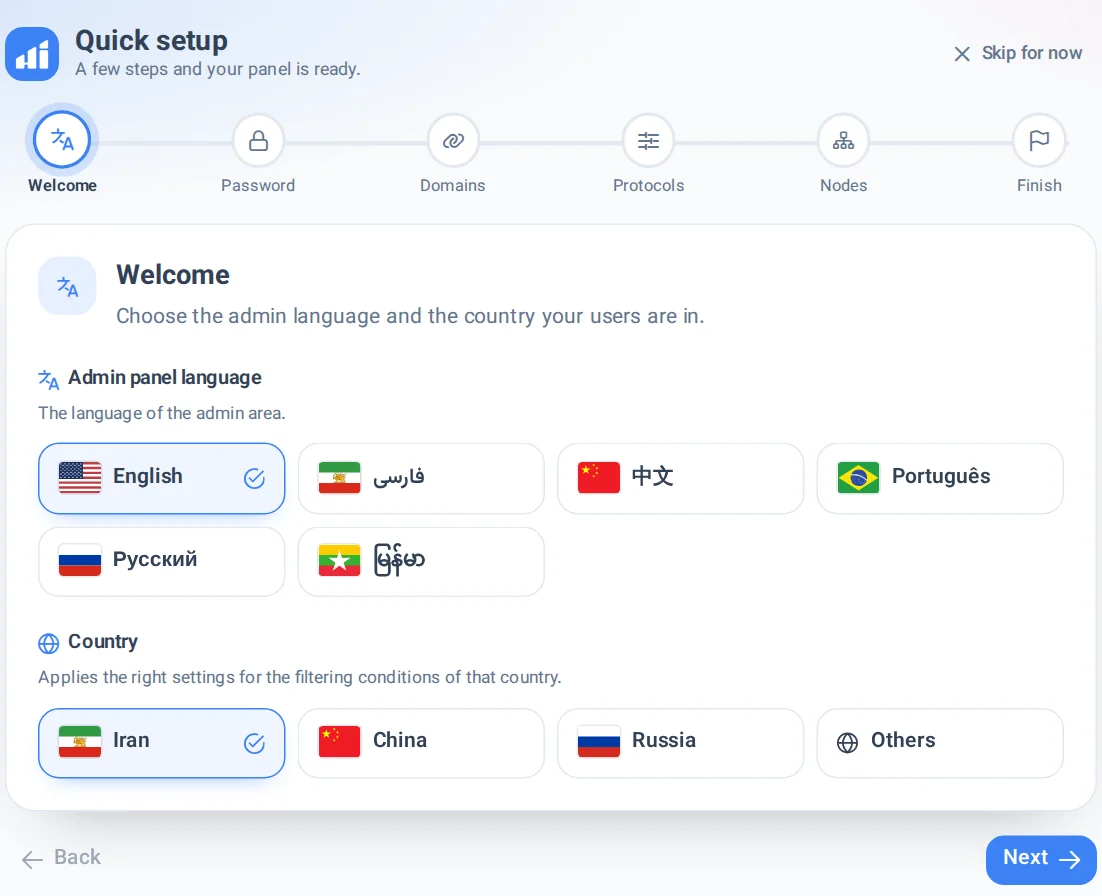 Quick setup
A few steps and your panel is ready.
Skip for now
Welcome
Password
Domains
Protocols
Nodes
Finish
Welcome
Choose the admin language and the country your users are in.
Admin panel language
The language of the admin area.
English
فارسی
中文
Português
Русский
မြန်မာ
Country
Applies the right settings for the filtering conditions of that country.
Iran
China
Russia
Others
Back
Next